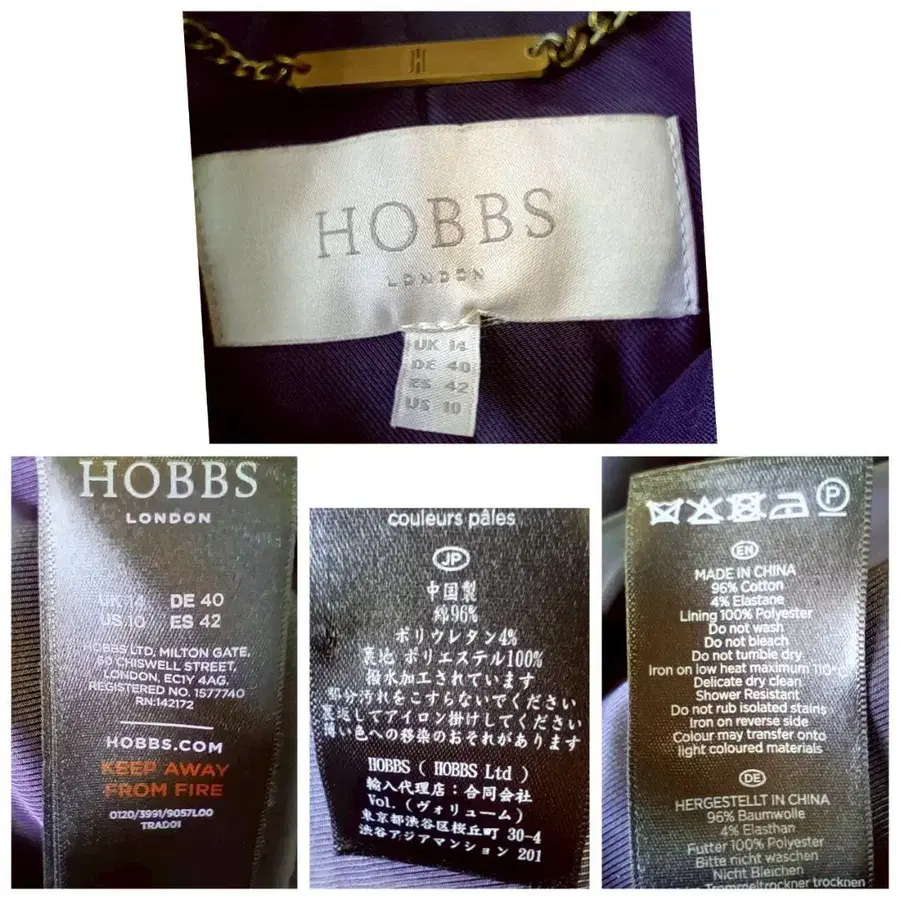 H
HOBBS
LONDON
UK 14
DE 40
ES 42
US 10
HOBBS
LONDON
UK 14 DE 40
US 10 ES 42
HOBBS LTD, MILTON GATE,
60 CHISWELL STREET,
LONDON, EC1Y 4AG.
REGISTERED NO. 1577740
RN:142172
HOBBS.COM
KEEP AWAY
FROM FIRE
0120/3991/9057L00
TRAD01
couleurs pâles
JP
中国製
綿96%
ポリウレタン4%
裏地 ポリエステル100%
撥水加工されています
部分汚れをこすらないでください
裏返してアイロン掛けしてください
淡い色への移染のおそれがあります
HOBBS ( HOBBS Ltd )
輸入代理店：合同会社
Vol. (ヴォリューム)
東京都渋谷区桜丘町 30-4
渋谷アジアマンション 201
P
EN
MADE IN CHINA
96% Cotton
4% Elastane
Lining 100% Polyester
Do not wash
Do not bleach
Do not tumble dry
Iron on low heat maximum 110°c
Delicate dry clean
Shower Resistant
Do not rub isolated stains
Iron on reverse side
Colour may transfer onto
light coloured materials
DE
HERGESTELLT IN CHINA
96% Baumwolle
4% Elasthan
Futter 100% Polyester
Bitte nicht waschen
Nicht Bleichen
Trommeltrockner trocknen